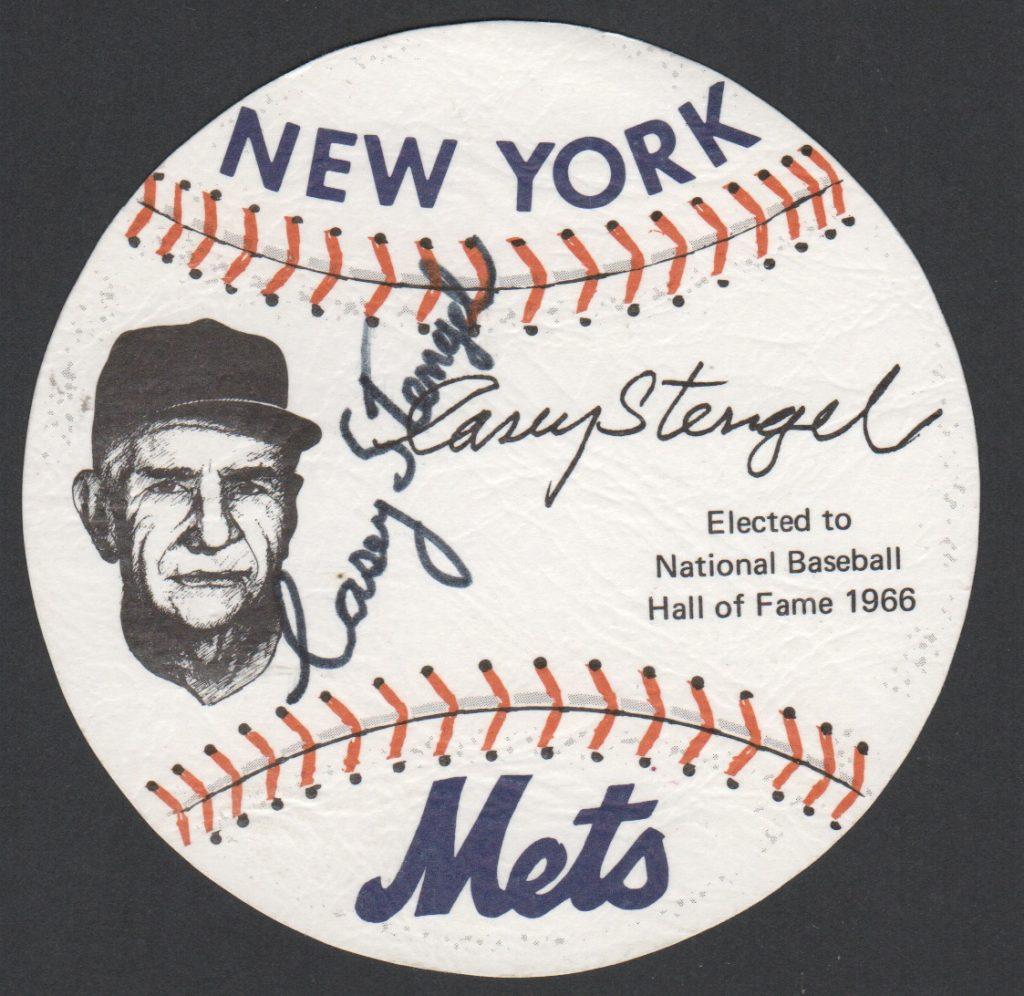 NEW YORK
Casey Stengel
Casey Stengel
Elected to
National Baseball
Hall of Fame 1966
Mets